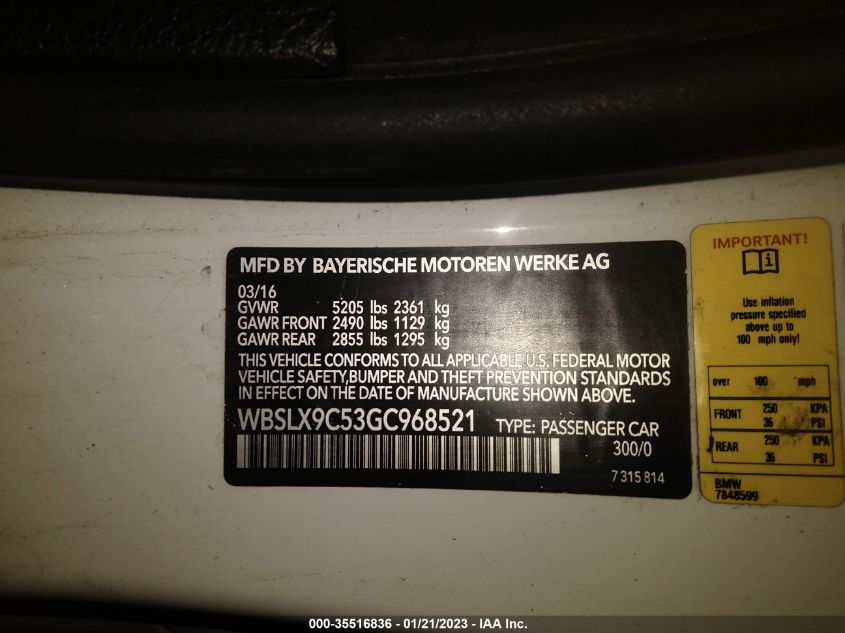 MFD BY BAYERISCHE MOTOREN WERKE AG
03/16
GVWR 5205 lbs 2361 kg
GAWR FRONT 2490 lbs 1129 kg
GAWR REAR 2855 lbs 1295 kg
THIS VEHICLE CONFORMS TO ALL APPLICABLE U.S. FEDERAL MOTOR
VEHICLE SAFETY,BUMPER AND THEFT PREVENTION STANDARDS
IN EFFECT ON THE DATE OF MANUFACTURE SHOWN ABOVE.
WBSLX9C53GC968521 TYPE: PASSENGER CAR
300/0
7 315 814
IMPORTANT!
i
Use inflation
pressure specified
above up to
100 mph only!
over 100 mph
FRONT 250 KPA
36 PSI
REAR 250 KPA
36 PSI
BMW
7848599
000-35516836 - 01/21/2023 - IAA Inc.